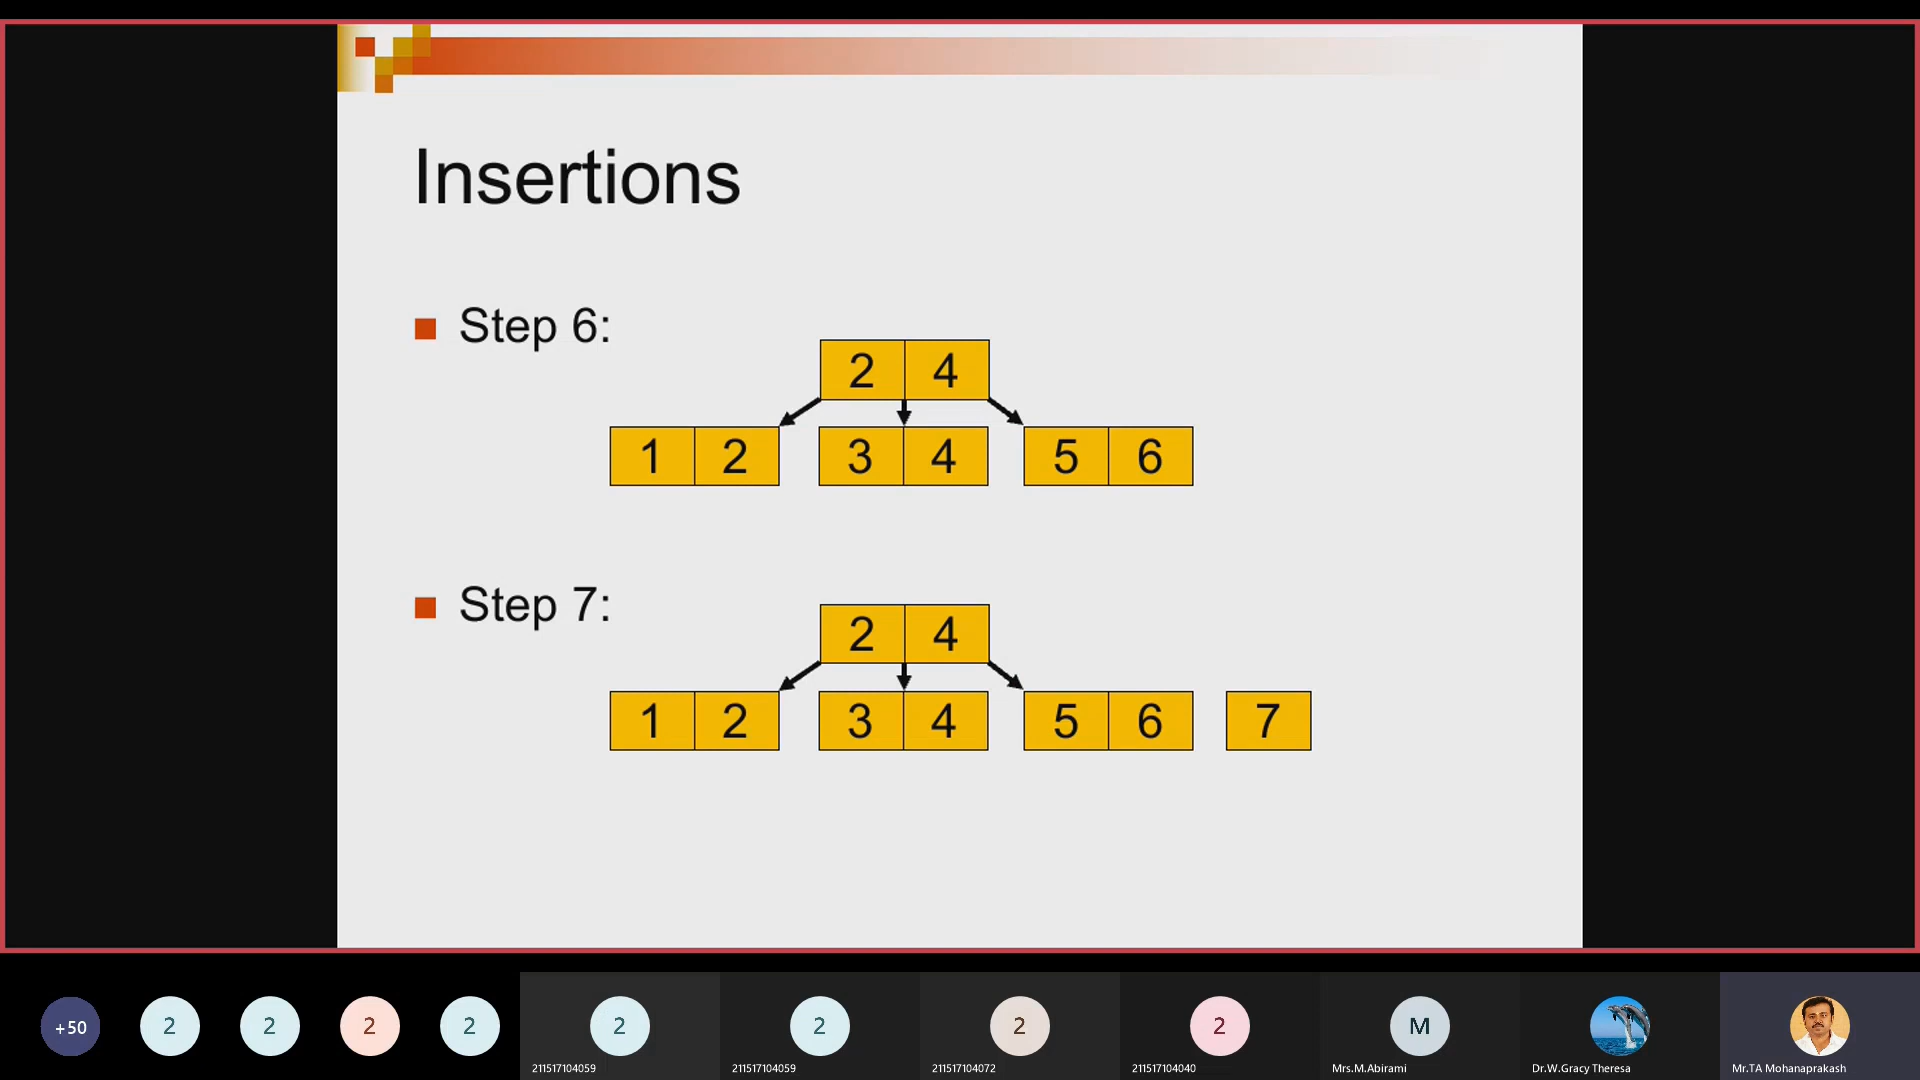 Insertions
Step 6:
2 4
1 2 3 4 5 6
Step 7:
2 4
1 2 3 4 5 6 7
+50 2 2 2 2 2 2 2 2 M
211517104059 211517104059 211517104072 211517104040 Mrs.M.Abirami Dr.W.Gracy Theresa Mr.TA Mohanaprakash